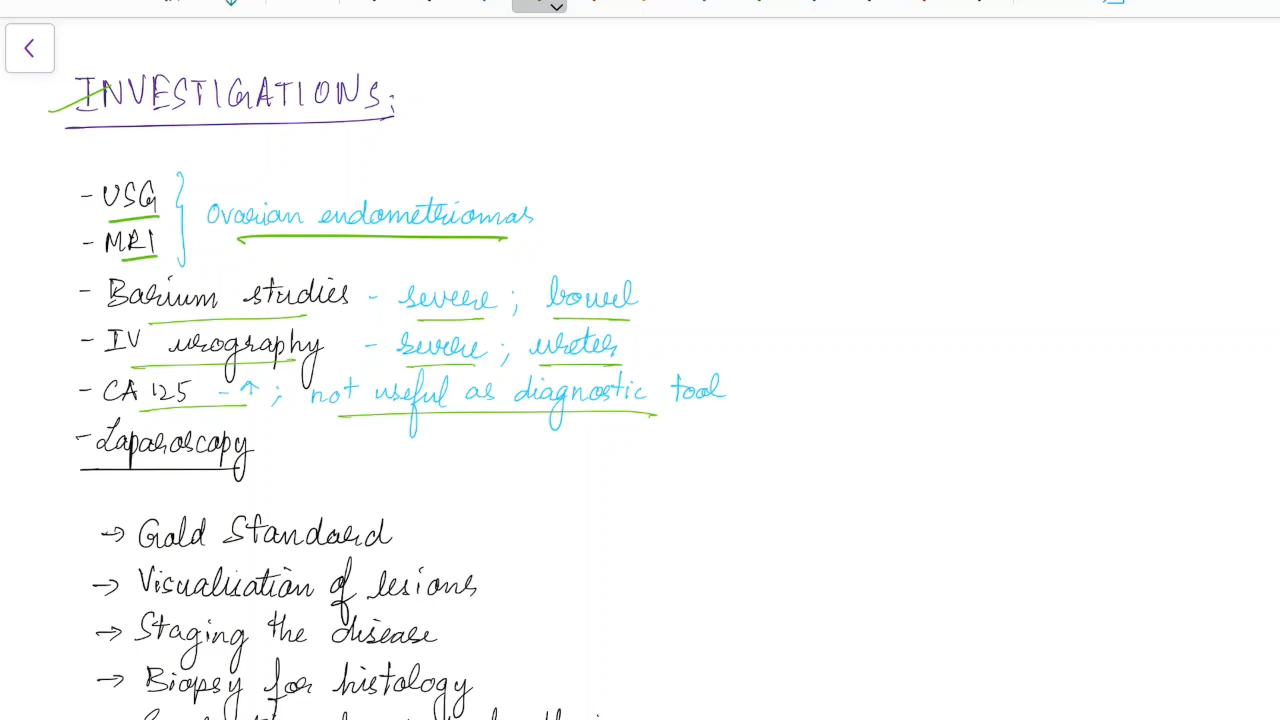 INVESTIGATIONS:
- USG
- MRI
Ovarian endometriomas
- Barium studies - severe ; bowel
- IV urography - severe ; ureter
- CA 125 - ↑ ; not useful as diagnostic tool
- Laparoscopy
→ Gold Standard
→ Visualisation of lesions
→ Staging the disease
→ Biopsy for histology